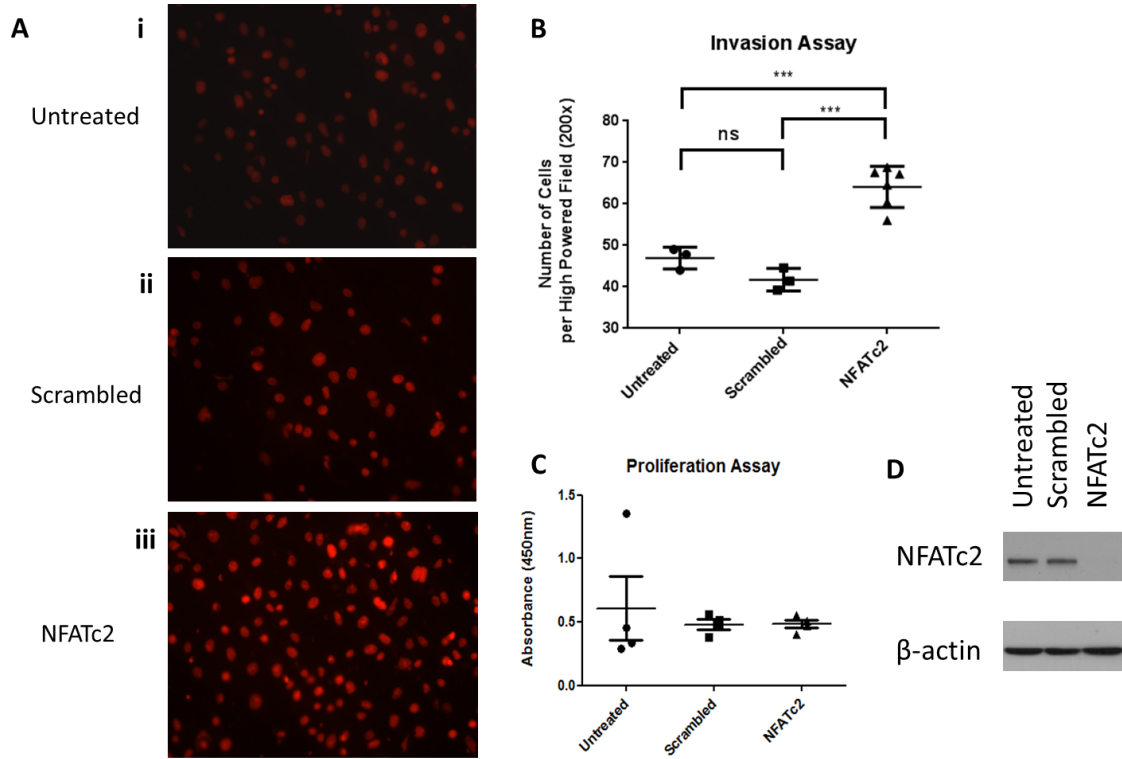 A
i
Untreated
ii
Scrambled
iii
NFATc2
B
Invasion Assay
***
***
ns
Number of Cells
per High Powered Field (200x)
80
70
60
50
40
30
Untreated
Scrambled
NFATc2
C
Proliferation Assay
Absorbance (450nm)
1.5
1.0
0.5
0.0
Untreated
Scrambled
NFATc2
D
Untreated
Scrambled
NFATc2
NFATc2
β-actin